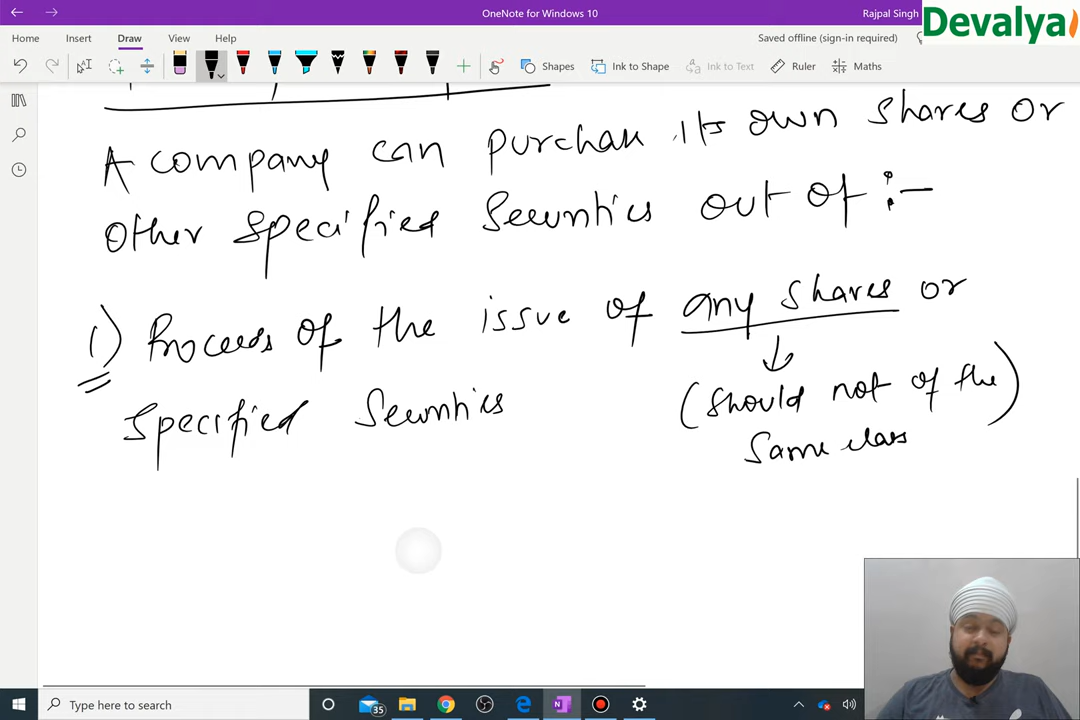 OneNote for Windows 10
Rajpal Singh
Devalya
Home Insert Draw View Help
Saved offline (sign-in required)
Shapes Ink to Shape Ink to Text Ruler Maths
A company can purchase its own shares or
other specified securities out of :-
1) Proceeds of the issue of any shares or
specified securities
(should not of the
same class)
35
Type here to search